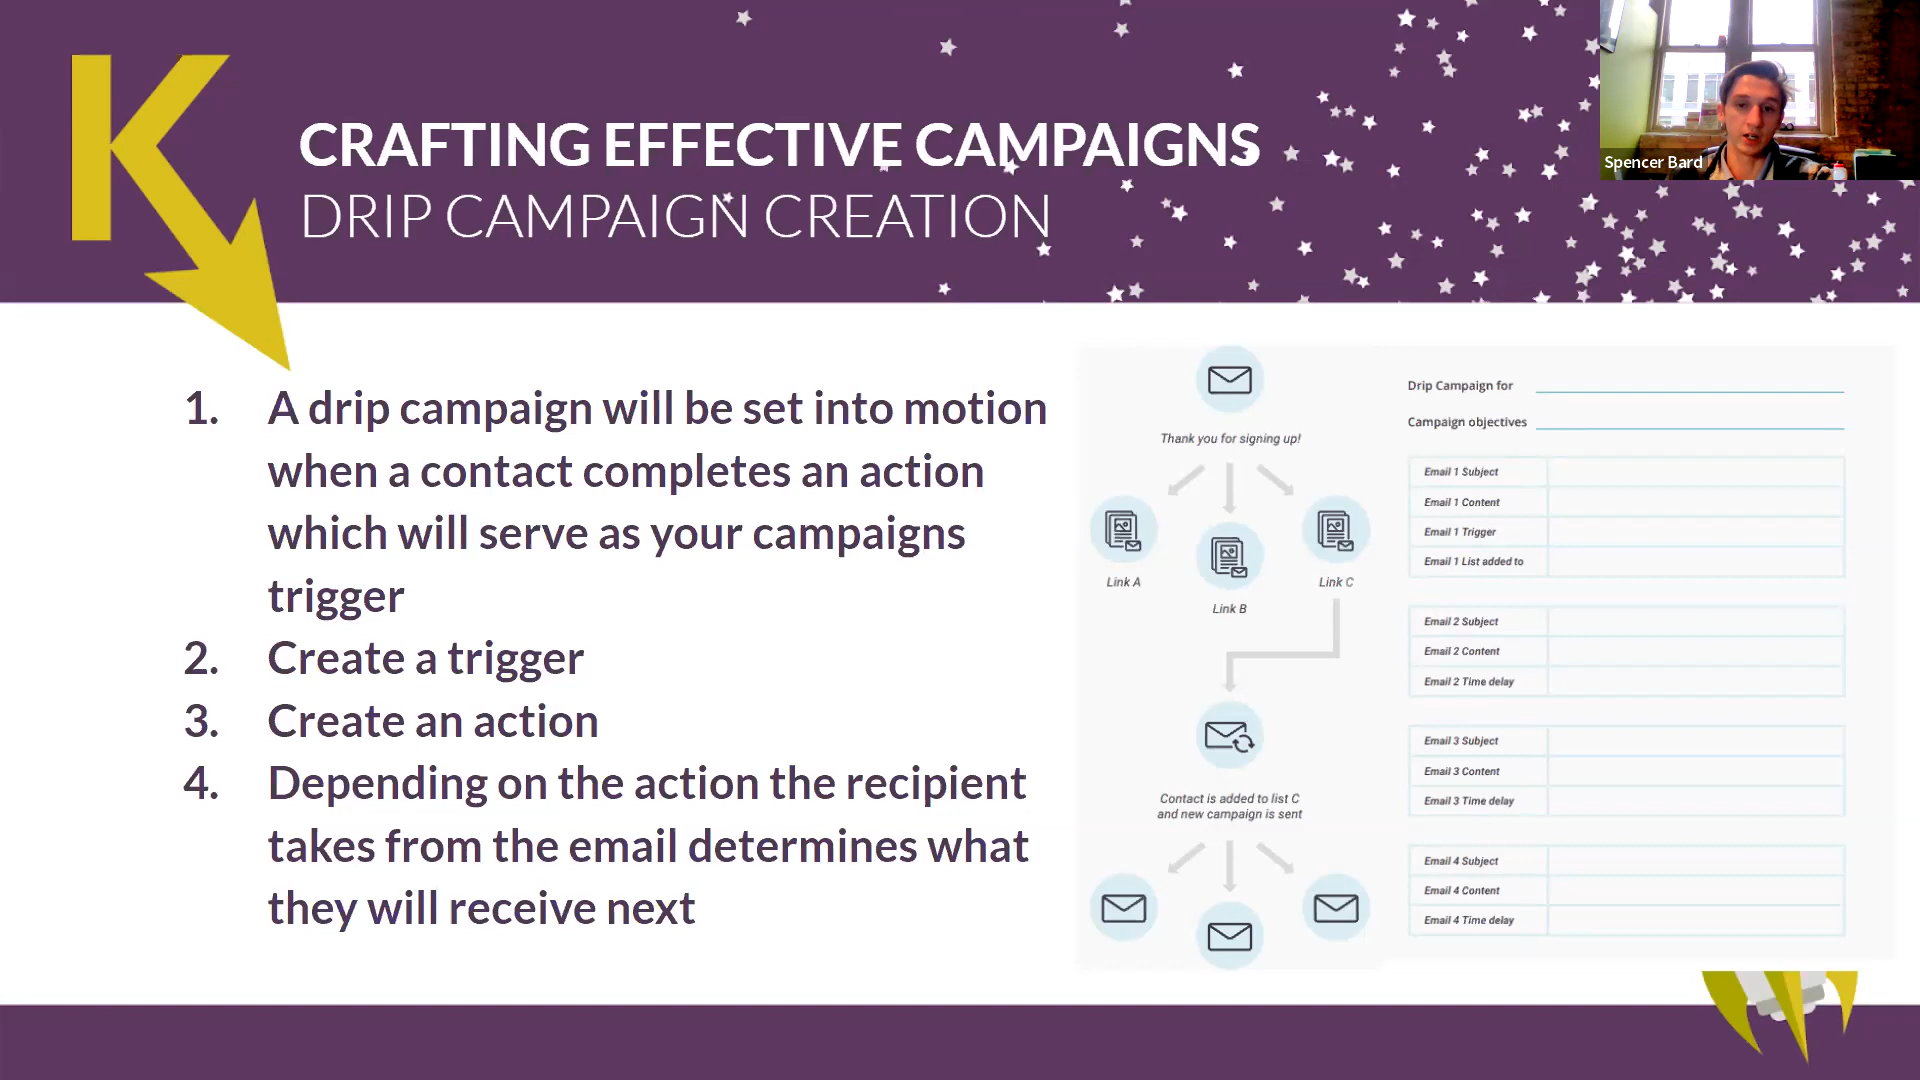 K
CRAFTING EFFECTIVE CAMPAIGNS
DRIP CAMPAIGN CREATION
Spencer Bard
1. A drip campaign will be set into motion
when a contact completes an action
which will serve as your campaigns
trigger
2. Create a trigger
3. Create an action
4. Depending on the action the recipient
takes from the email determines what
they will receive next
Thank you for signing up!
Link A
Link B
Link C
Contact is added to list C
and new campaign is sent
Drip Campaign for
Campaign objectives
Email 1 Subject
Email 1 Content
Email 1 Trigger
Email 1 List added to
Email 2 Subject
Email 2 Content
Email 2 Time delay
Email 3 Subject
Email 3 Content
Email 3 Time delay
Email 4 Subject
Email 4 Content
Email 4 Time delay